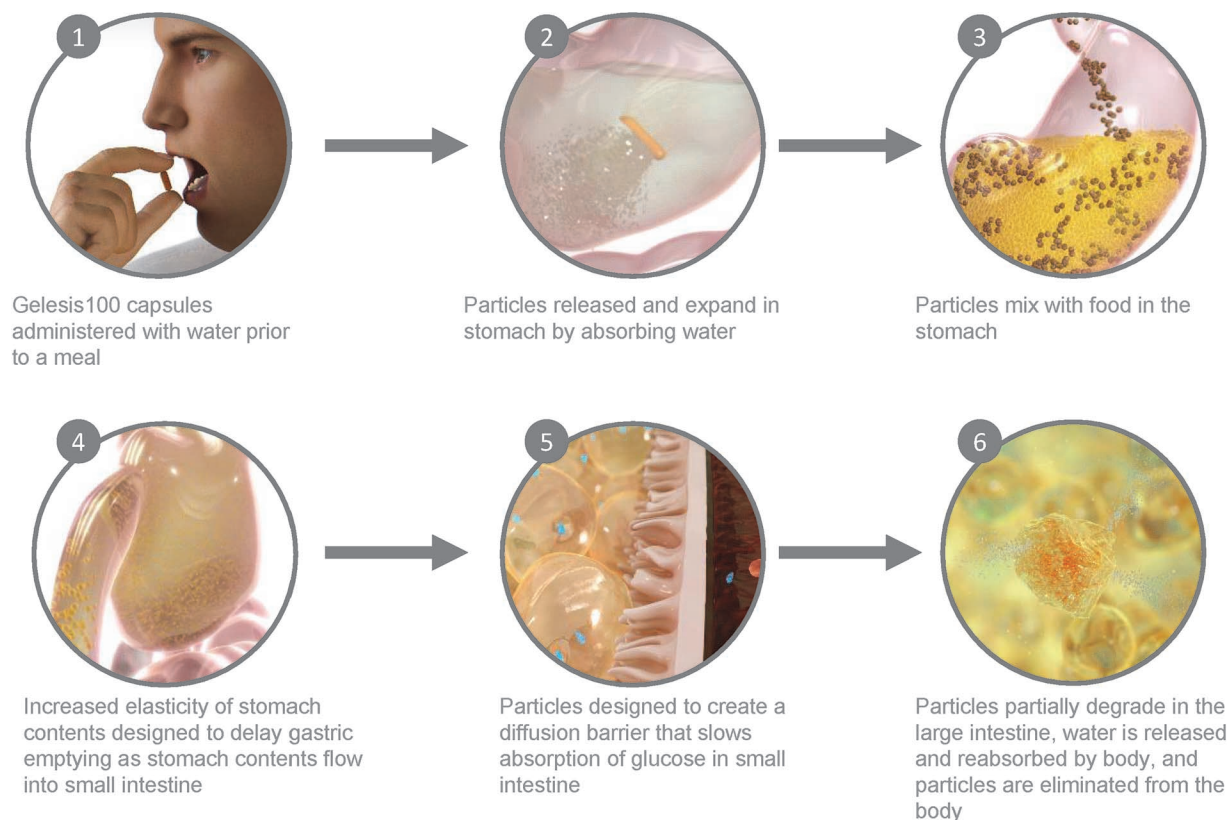 1
2
3
Gelesis100 capsules
administered with water prior
to a meal
Particles released and expand in
stomach by absorbing water
Particles mix with food in the
stomach
4
5
6
Increased elasticity of stomach
contents designed to delay gastric
emptying as stomach contents flow
into small intestine
Particles designed to create a
diffusion barrier that slows
absorption of glucose in small
intestine
Particles partially degrade in the
large intestine, water is released
and reabsorbed by body, and
particles are eliminated from the
body